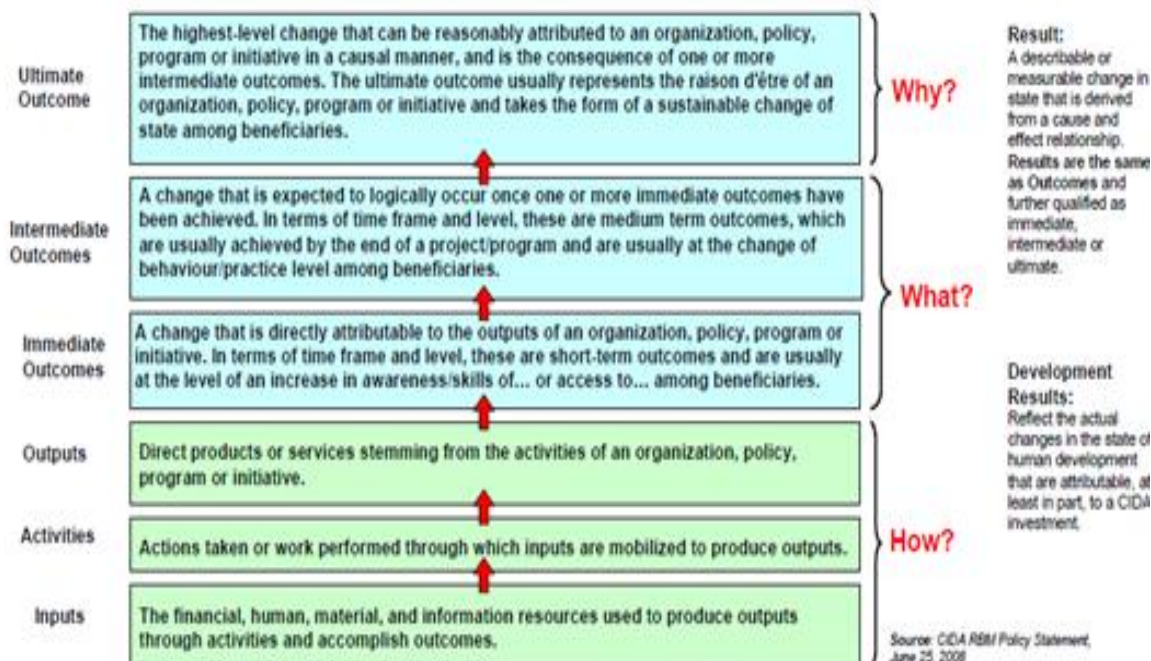 Ultimate
Outcome
The highest-level change that can be reasonably attributed to an organization, policy,
program or initiative in a causal manner, and is the consequence of one or more
intermediate outcomes. The ultimate outcome usually represents the raison d'être of an
organization, policy, program or initiative and takes the form of a sustainable change of
state among beneficiaries.
Why?
Intermediate
Outcomes
A change that is expected to logically occur once one or more immediate outcomes have
been achieved. In terms of time frame and level, these are medium term outcomes, which
are usually achieved by the end of a project/program and are usually at the change of
behaviour/practice level among beneficiaries.
What?
Immediate
Outcomes
A change that is directly attributable to the outputs of an organization, policy, program or
initiative. In terms of time frame and level, these are short-term outcomes and are usually
at the level of an increase in awareness/skills of... or access to... among beneficiaries.
Outputs
Direct products or services stemming from the activities of an organization, policy,
program or initiative.
Activities
Actions taken or work performed through which inputs are mobilized to produce outputs.
How?
Inputs
The financial, human, material, and information resources used to produce outputs
through activities and accomplish outcomes.
Result:
A describable or
measurable change in
state that is derived
from a cause and
effect relationship.
Results are the same
as Outcomes and
further qualified as
immediate,
intermediate or
ultimate.
Development
Results:
Reflect the actual
changes in the state of
human development
that are attributable, at
least in part, to a CIDA
investment.
Source: CIDA RBM Policy Statement,
June 25, 2008